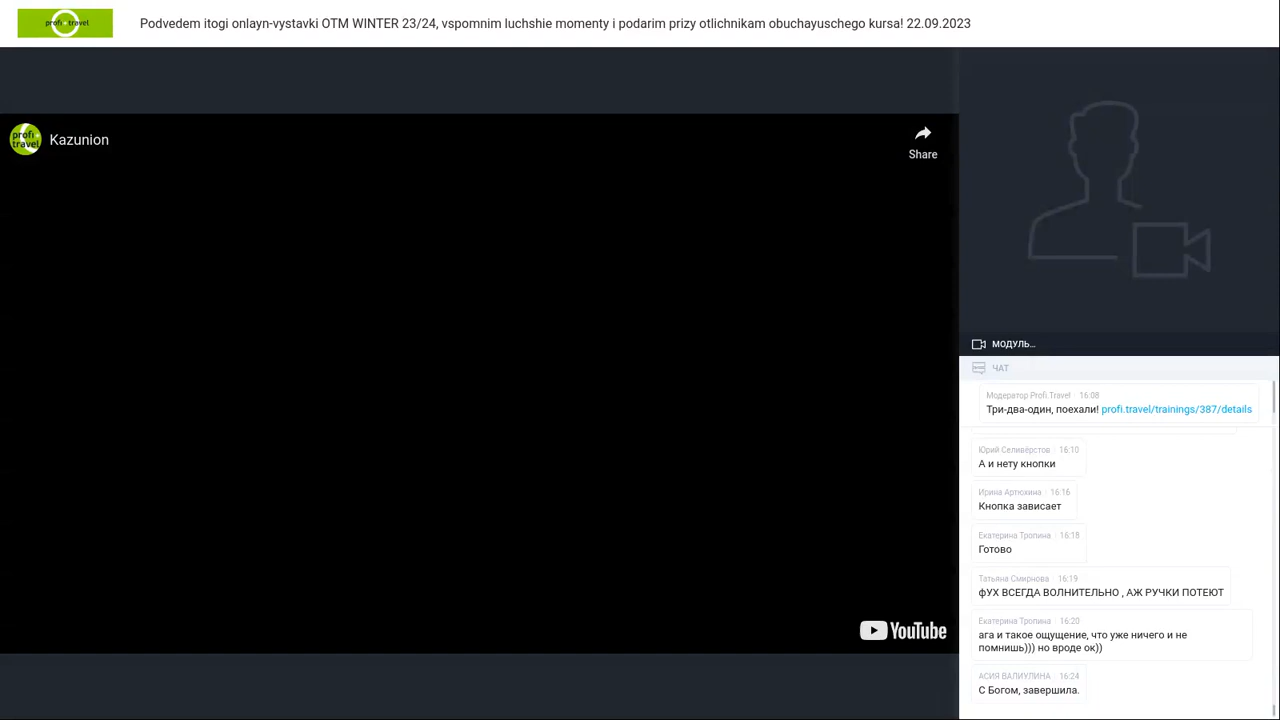 profi travel
Podvedem itogi onlayn-vystavki OTM WINTER 23/24, vspomnim luchshie momenty i podarim prizy otlichnikam obuchayuschego kursa! 22.09.2023
profi travel
Kazunion
Share
YouTube
МОДУЛЬ...
ЧАТ
Модератор Profi.Travel 16:08
Три-два-один, поехали! profi.travel/trainings/387/details
Юрий Селивёрстов 16:10
А и нету кнопки
Ирина Артюхина 16:16
Кнопка зависает
Екатерина Тропина 16:18
Готово
Татьяна Смирнова 16:19
фУХ ВСЕГДА ВОЛНИТЕЛЬНО , АЖ РУЧКИ ПОТЕЮТ
Екатерина Тропина 16:20
ага и такое ощущение, что уже ничего и не
помнишь))) но вроде ок))
АСИЯ ВАЛИУЛИНА 16:24
С Богом, завершила.